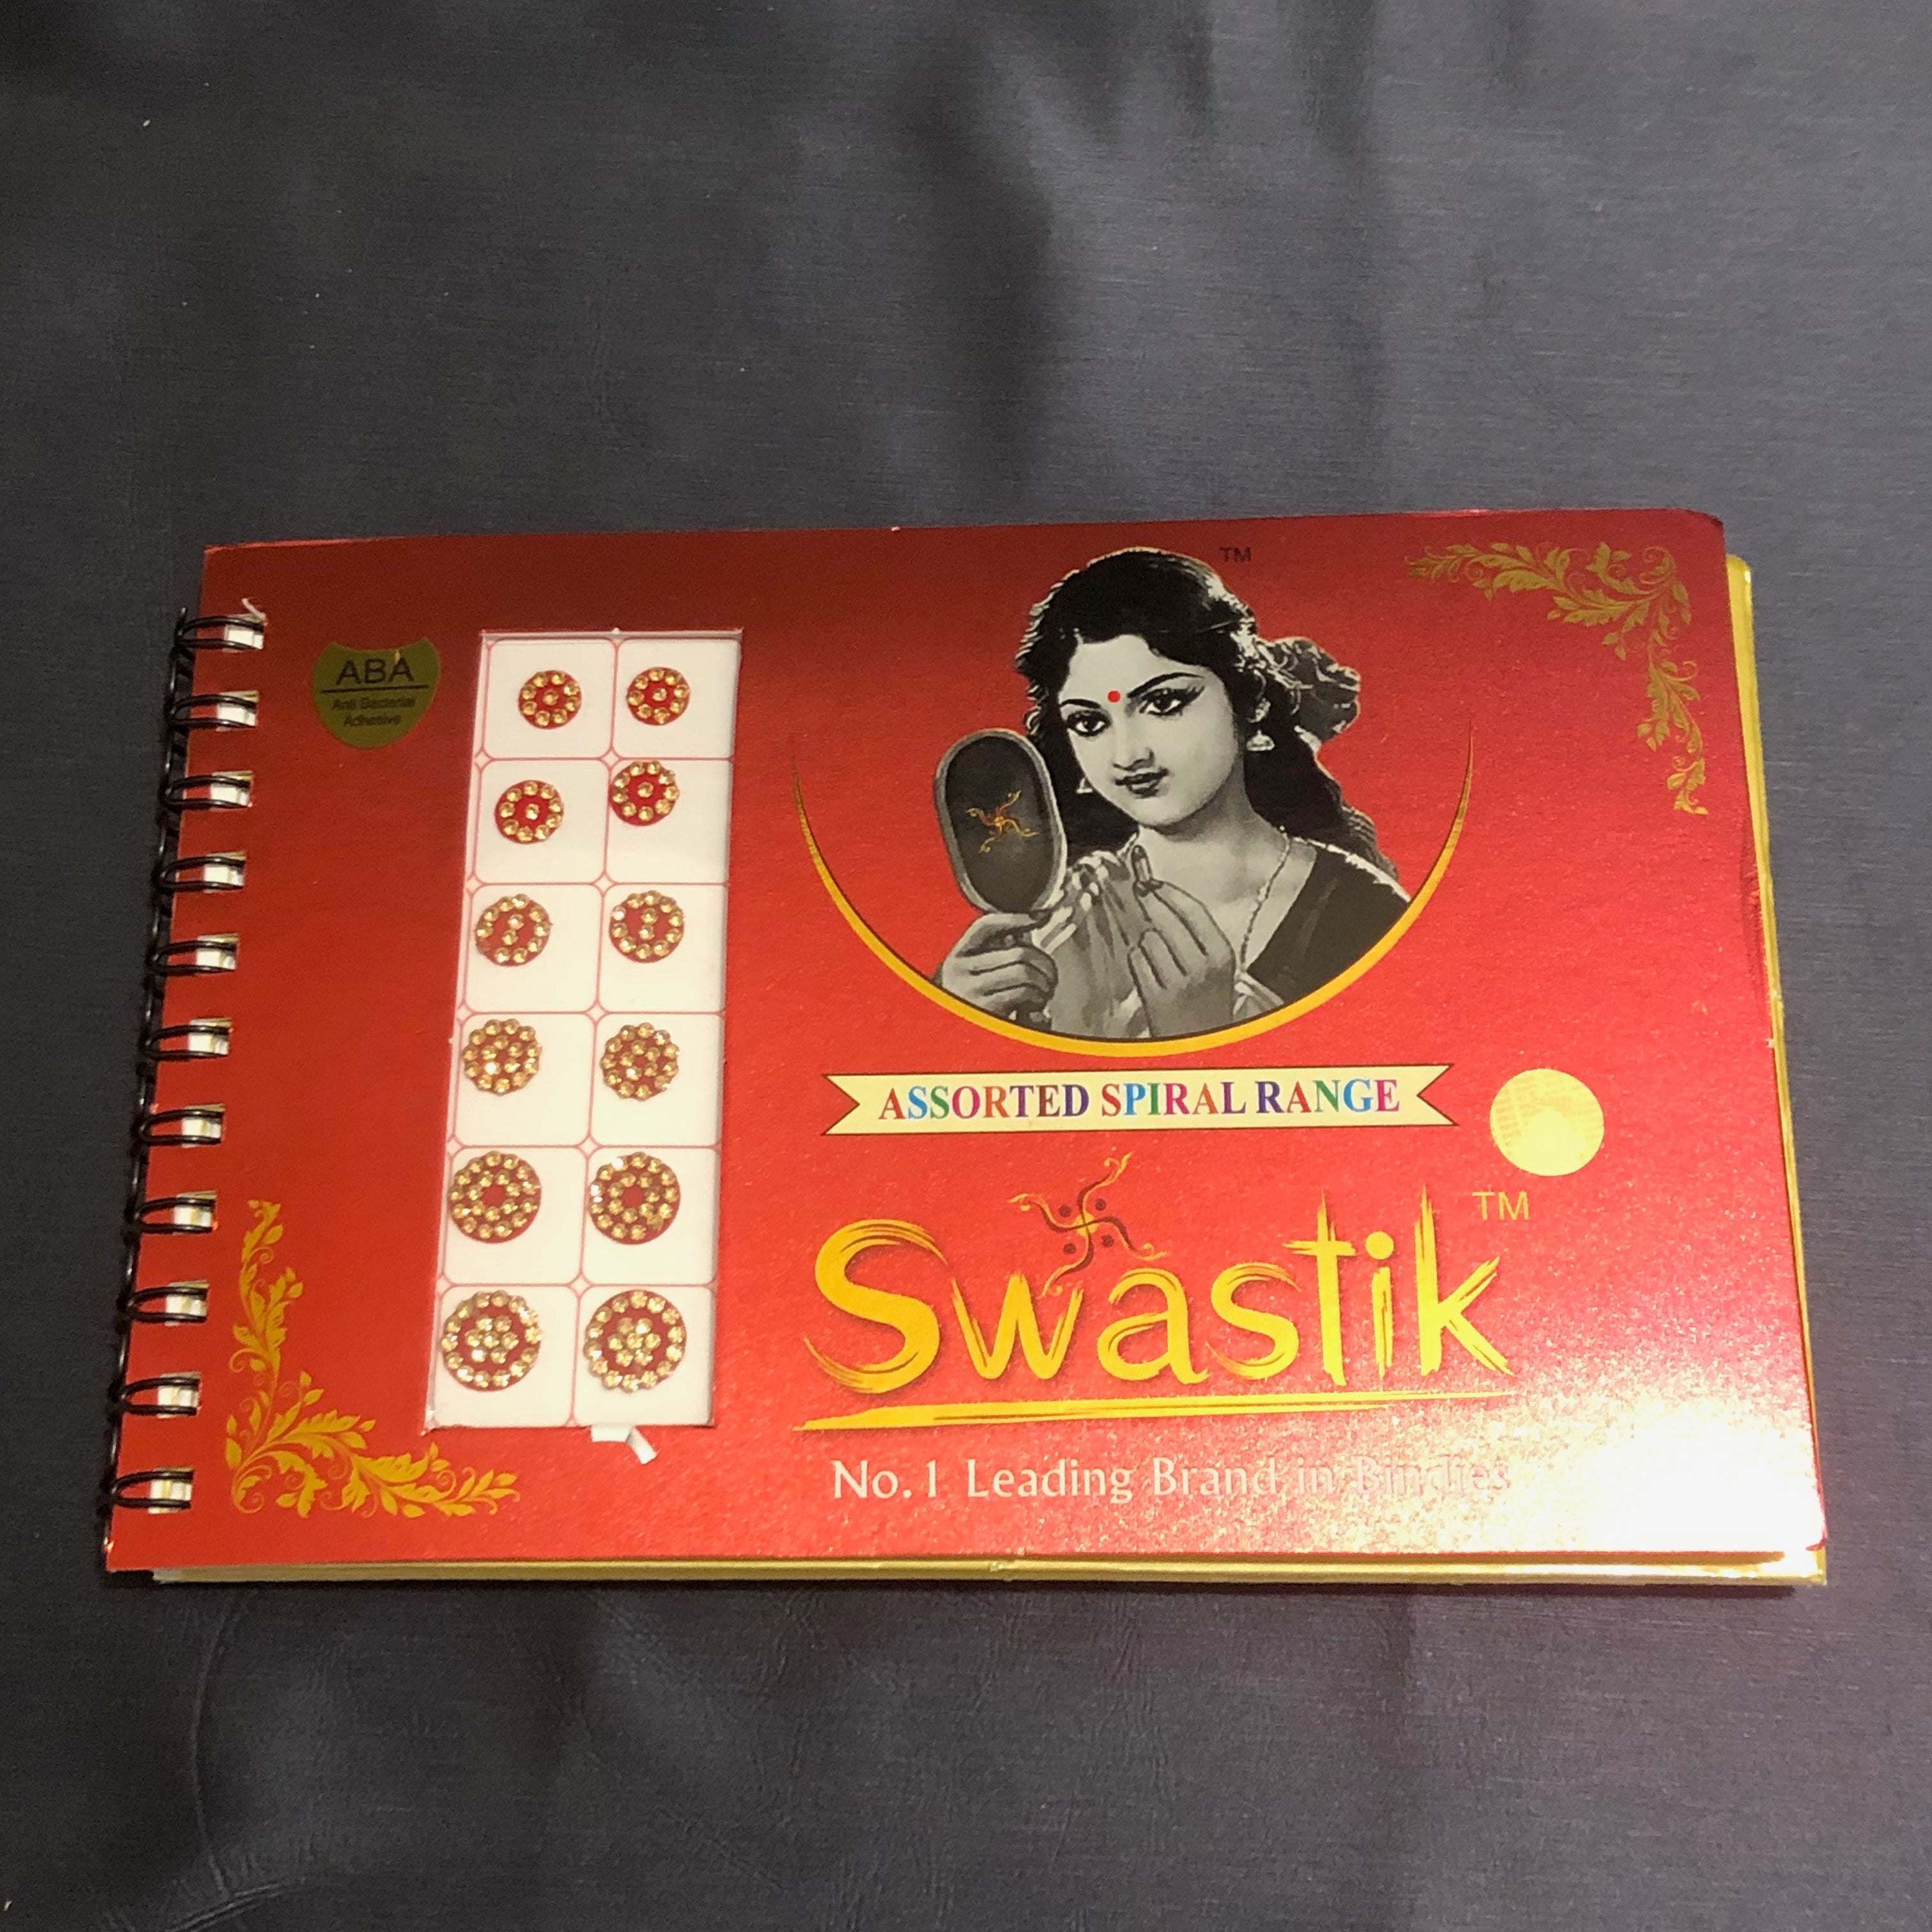 ABA
Anti Bacterial
Adhesive
TM
ASSORTED SPIRAL RANGE
Swastik TM
No. 1 Leading Brand in Bindies